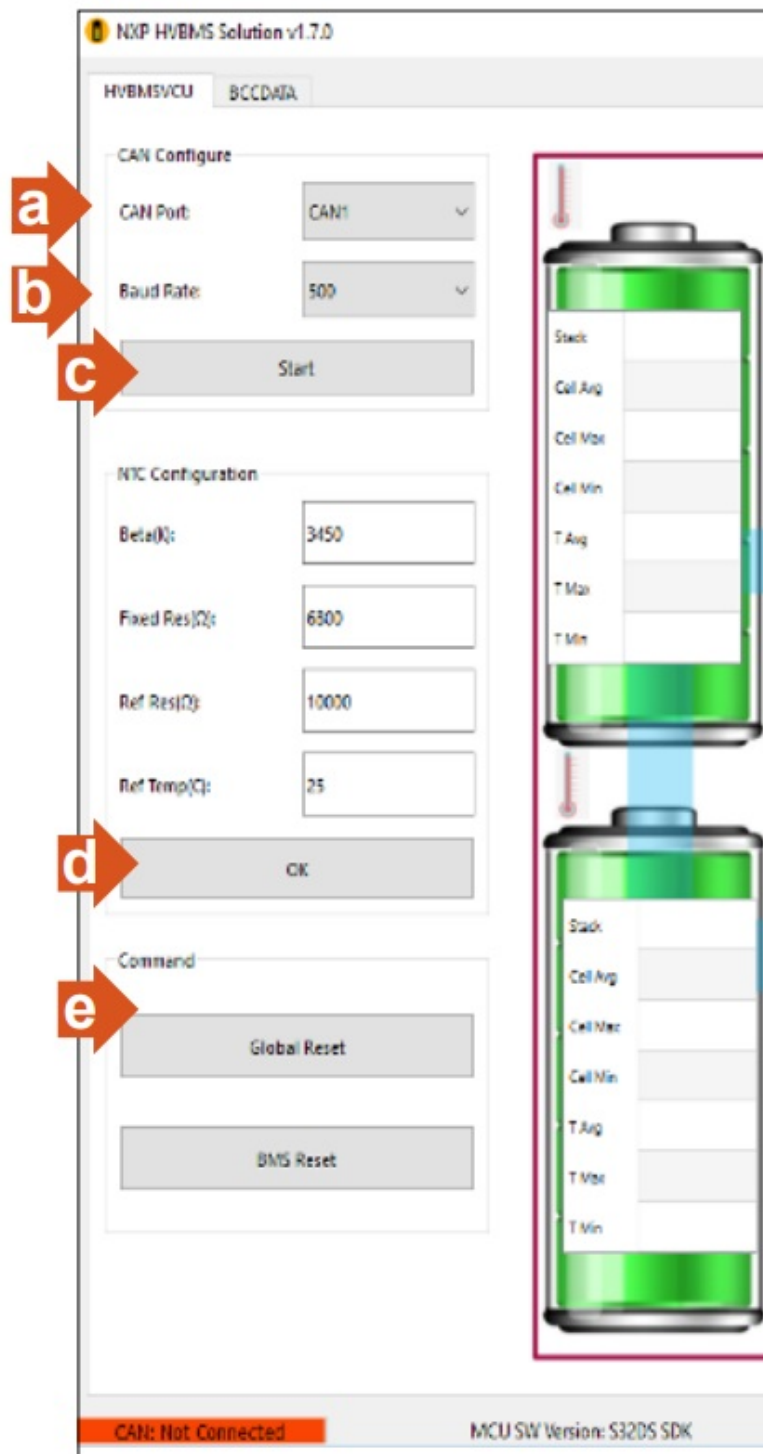 NXP HVBMS Solution v1.7.0
HVBMSVCU BCCDATA
CAN Configure
a
CAN Port: CAN1
b
Baud Rate: 500
c
Start
NTC Configuration
Beta(K): 3450
Fixed Res(Ω): 6800
Ref Res(Ω): 10000
Ref Temp(C): 25
d
OK
Command
e
Global Reset
BMS Reset
Stack
Cell Avg
Cell Max
Cell Min
T Avg
T Max
T Min
Stack
Cell Avg
Cell Max
Cell Min
T Avg
T Max
T Min
CAN: Not Connected MCU SW Version: S32DS SDK